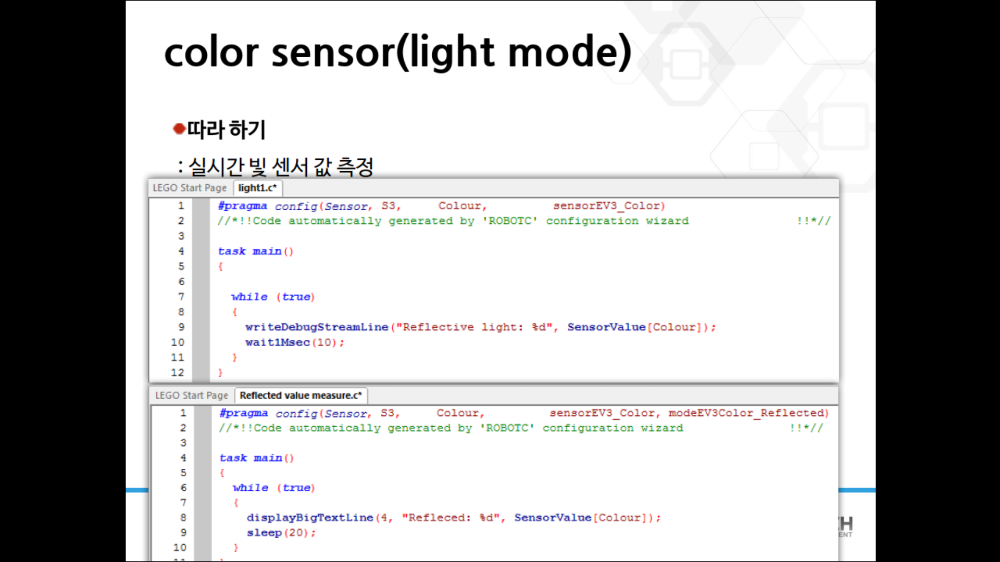 color sensor(light mode)
따라 하기
: 실시간 빛 센서 값 측정
LEGO Start Page light1.c*
1 #pragma config(Sensor, S3, Colour, sensorEV3_Color)
2 //*!!Code automatically generated by 'ROBOTC' configuration wizard !!*//
3
4 task main()
5 {
6
7 while (true)
8 {
9 writeDebugStreamLine("Reflective light: %d", SensorValue[Colour]);
10 wait1Msec(10);
11 }
12 }
LEGO Start Page Reflected value measure.c*
1 #pragma config(Sensor, S3, Colour, sensorEV3_Color, modeEV3Color_Reflected)
2 //*!!Code automatically generated by 'ROBOTC' configuration wizard !!*//
3
4 task main()
5 {
6 while (true)
7 {
8 displayBigTextLine(4, "Refleced: %d", SensorValue[Colour]);
9 sleep(20);
10 }